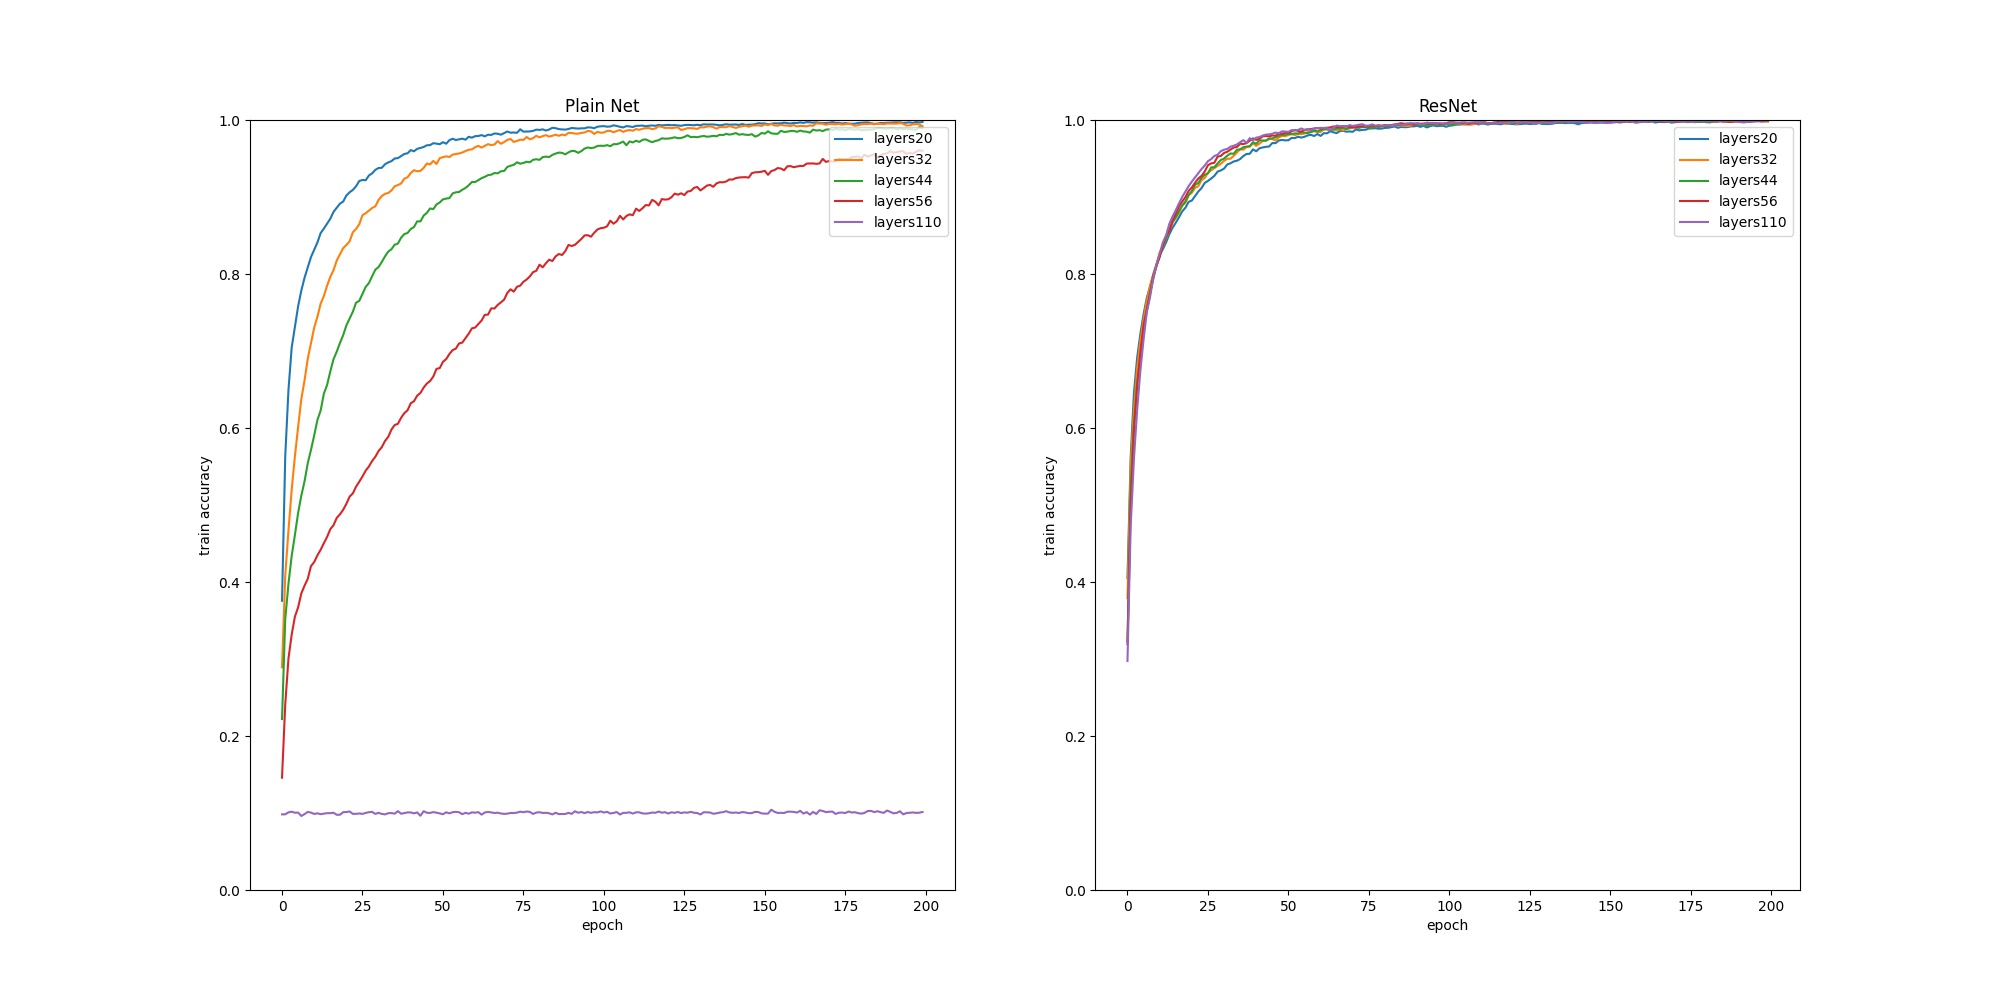 Plain Net
1.0
0.8
0.6
0.4
0.2
0.0
train accuracy
layers20
layers32
layers44
layers56
layers110
0 25 50 75 100 125 150 175 200
epoch
ResNet
1.0
0.8
0.6
0.4
0.2
0.0
train accuracy
layers20
layers32
layers44
layers56
layers110
0 25 50 75 100 125 150 175 200
epoch